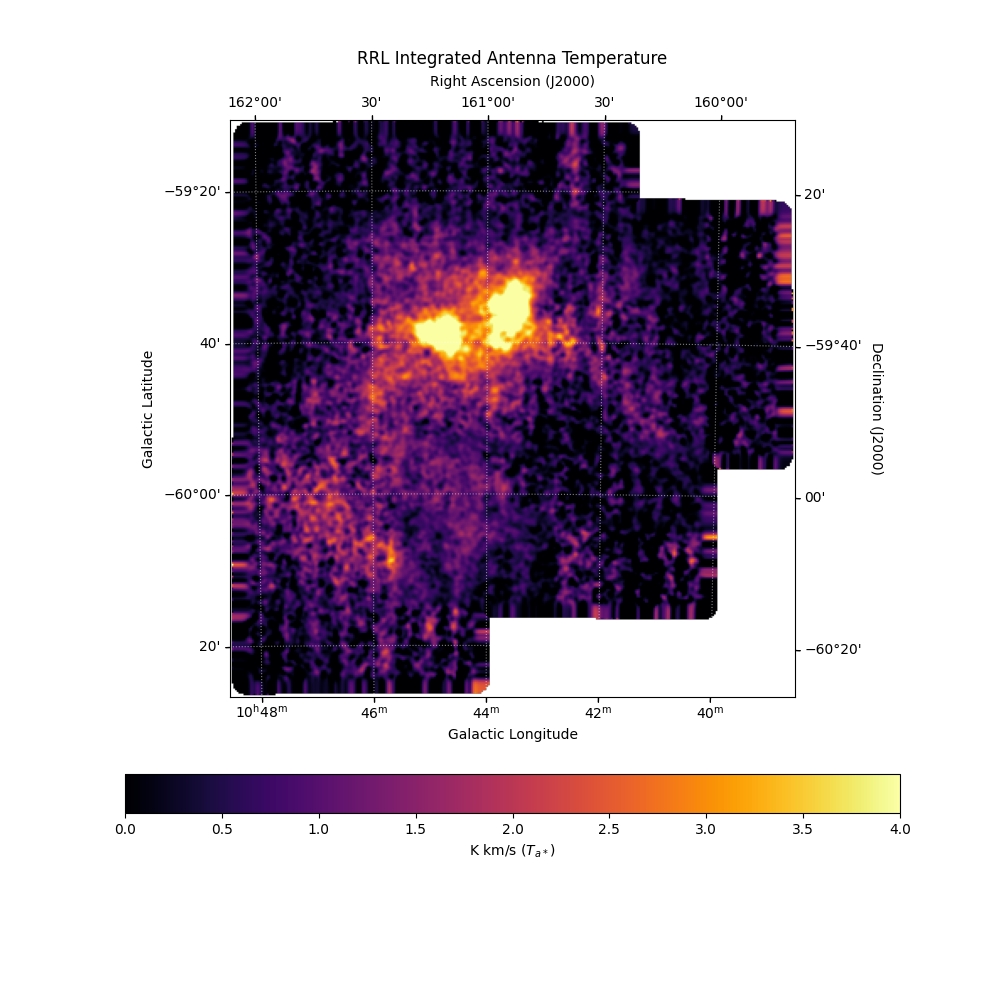 RRL Integrated Antenna Temperature
Right Ascension (J2000)
162°00' 30' 161°00' 30' 160°00'
−59°20' 20'
40' −59°40'
Galactic Latitude
Declination (J2000)
−60°00' 00'
20' −60°20'
10ʰ48ᵐ 46ᵐ 44ᵐ 42ᵐ 40ᵐ
Galactic Longitude
0.0 0.5 1.0 1.5 2.0 2.5 3.0 3.5 4.0
K km/s (Tₐ*)